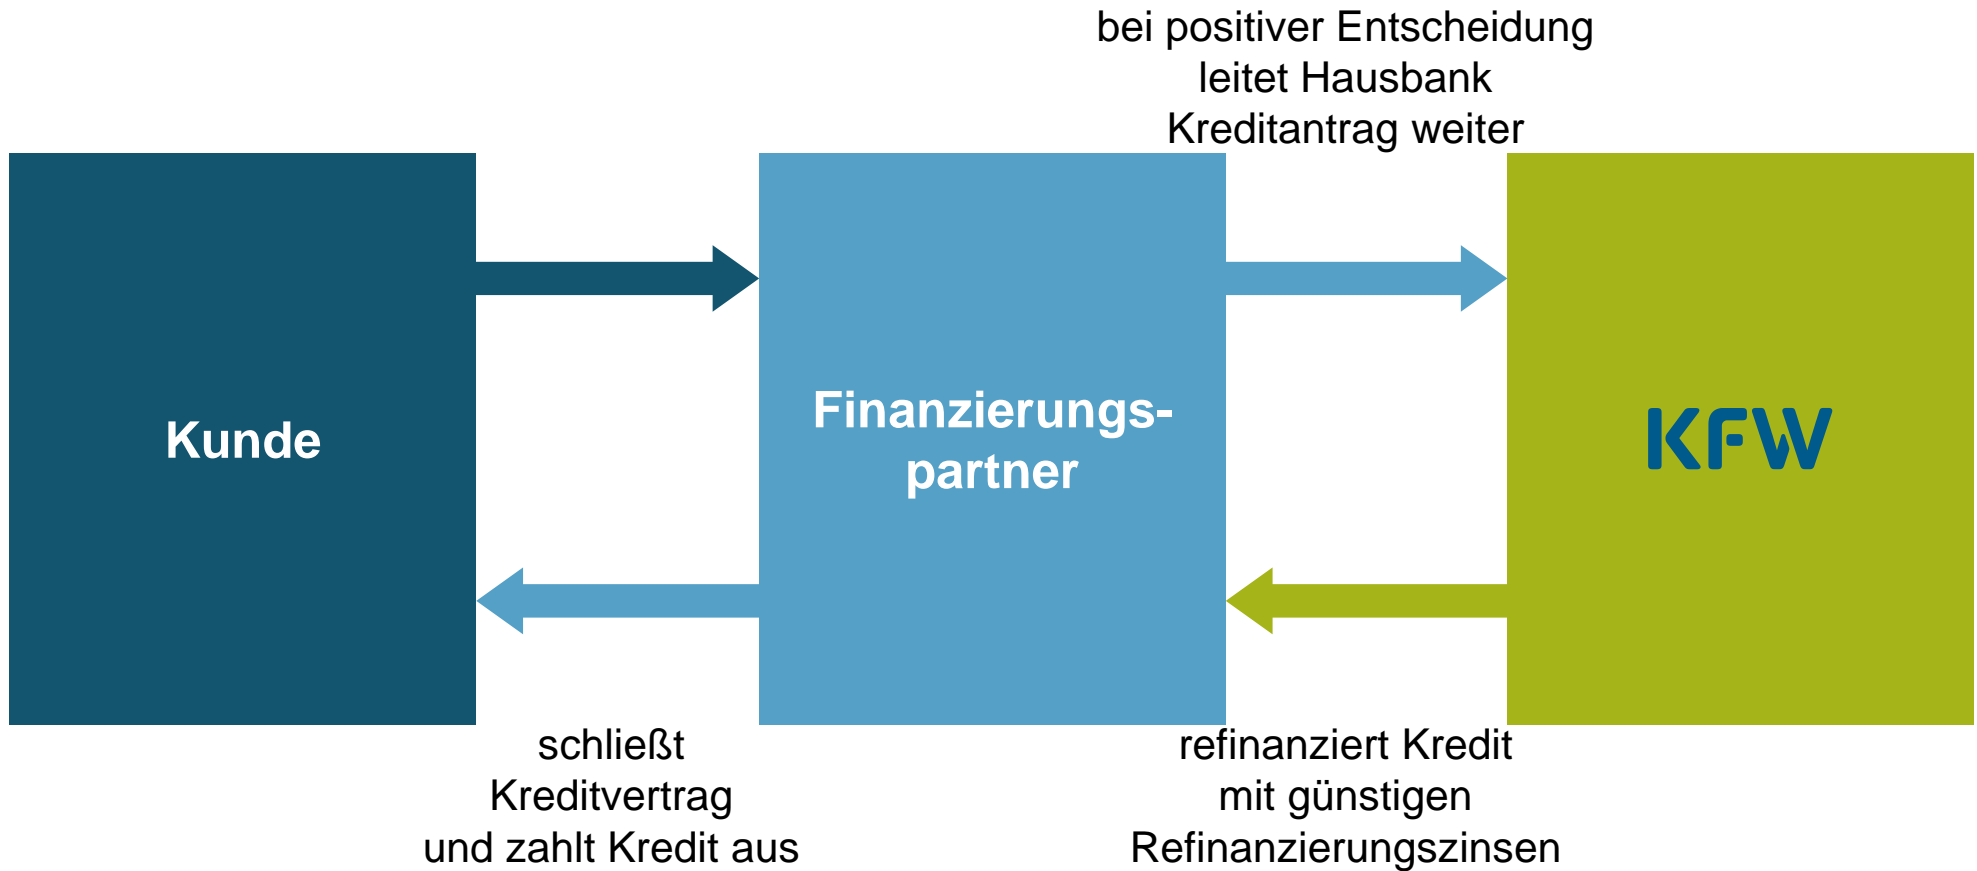 bei positiver Entscheidung
leitet Hausbank
Kreditantrag weiter
Kunde
Finanzierungs-
partner
KFW
schließt
Kreditvertrag
und zahlt Kredit aus
refinanziert Kredit
mit günstigen
Refinanzierungszinsen